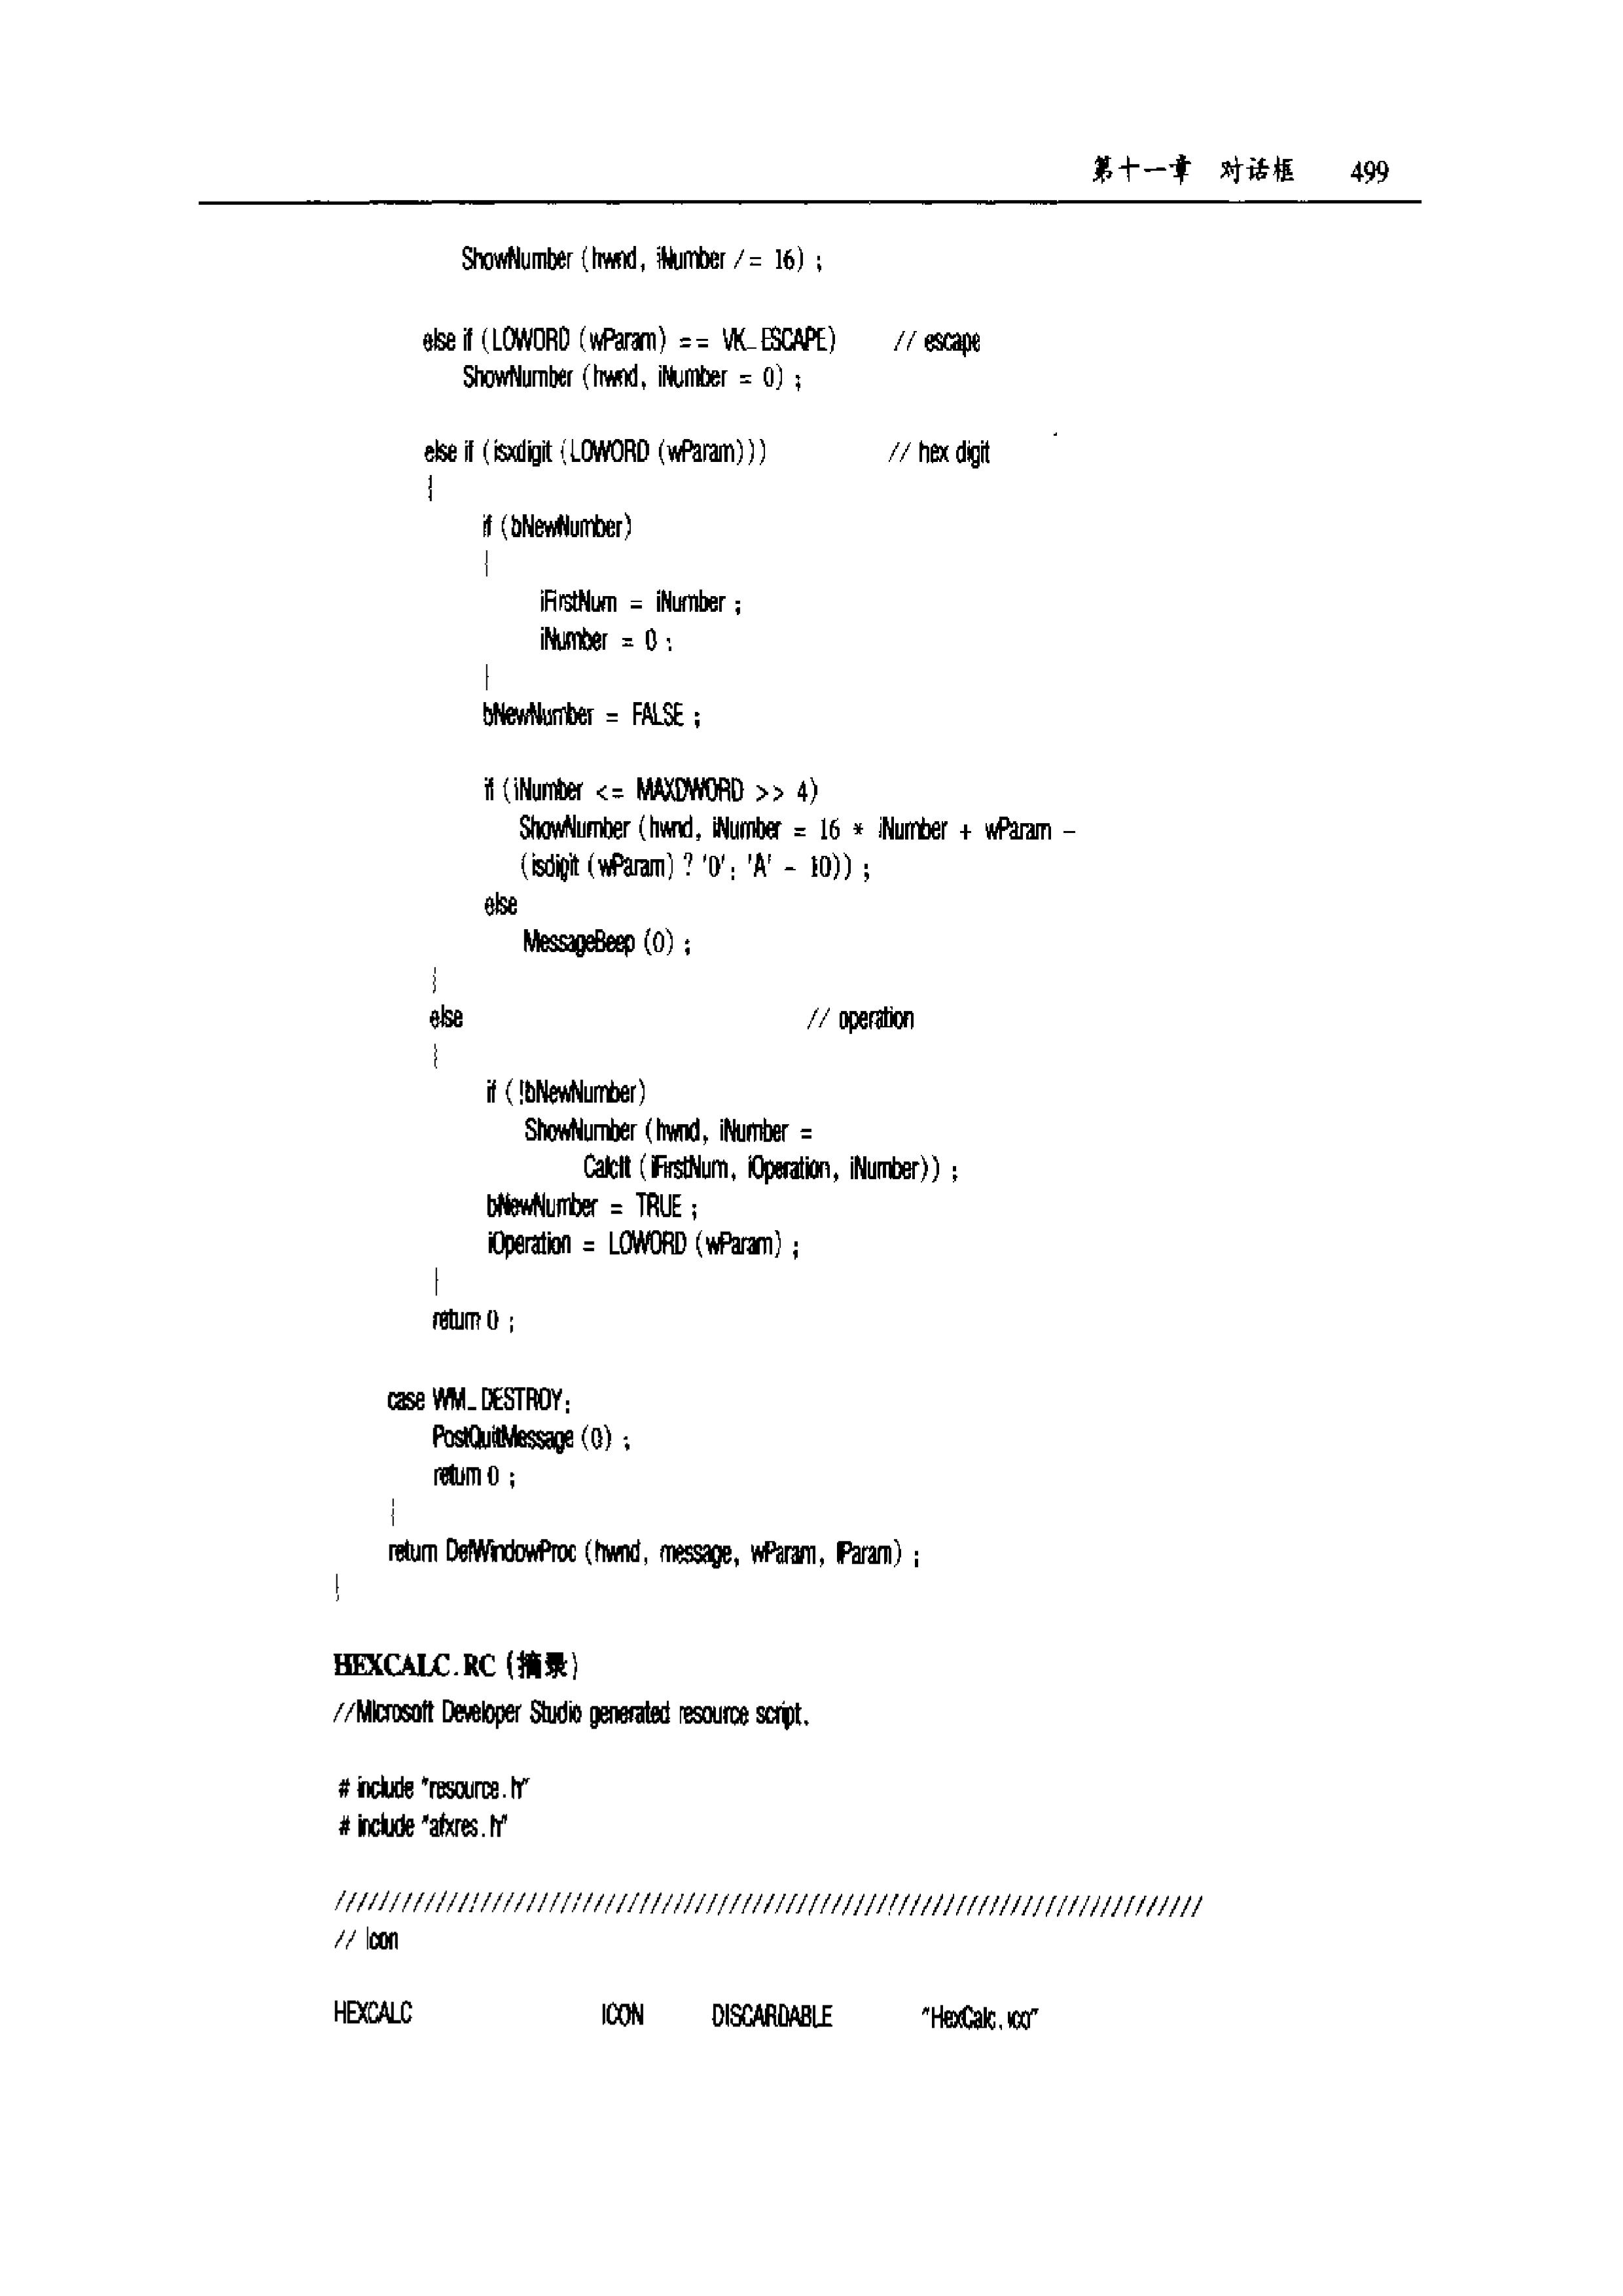 第十一章 对话框 499
ShowNumber (hwnd, iNumber /= 16) ;
else if (LOWORD (wParam) == VK_ESCAPE) // escape
ShowNumber (hwnd, iNumber = 0) ;
else if (isxdigit (LOWORD (wParam))) // hex digit
{
if (bNewNumber)
{
iFirstNum = iNumber ;
iNumber = 0 ;
}
bNewNumber = FALSE ;
if (iNumber <= MAXDWORD >> 4)
ShowNumber (hwnd, iNumber = 16 * iNumber + wParam -
(isdigit (wParam) ? '0': 'A' - 10)) ;
else
MessageBeep (0) ;
}
else // operation
{
if (!bNewNumber)
ShowNumber (hwnd, iNumber =
CalcIt (iFirstNum, iOperation, iNumber)) ;
bNewNumber = TRUE ;
iOperation = LOWORD (wParam) ;
}
return 0 ;
case WM_DESTROY:
PostQuitMessage (0) ;
return 0 ;
}
return DefWindowProc (hwnd, message, wParam, lParam) ;
}
HEXCALC.RC (摘录)
//Microsoft Developer Studio generated resource script.
# include "resource.h"
# include "afxres.h"
/////////////////////////////////////////////////////////////////////////////
// Icon
HEXCALC ICON DISCARDABLE "HexCalc.ico"